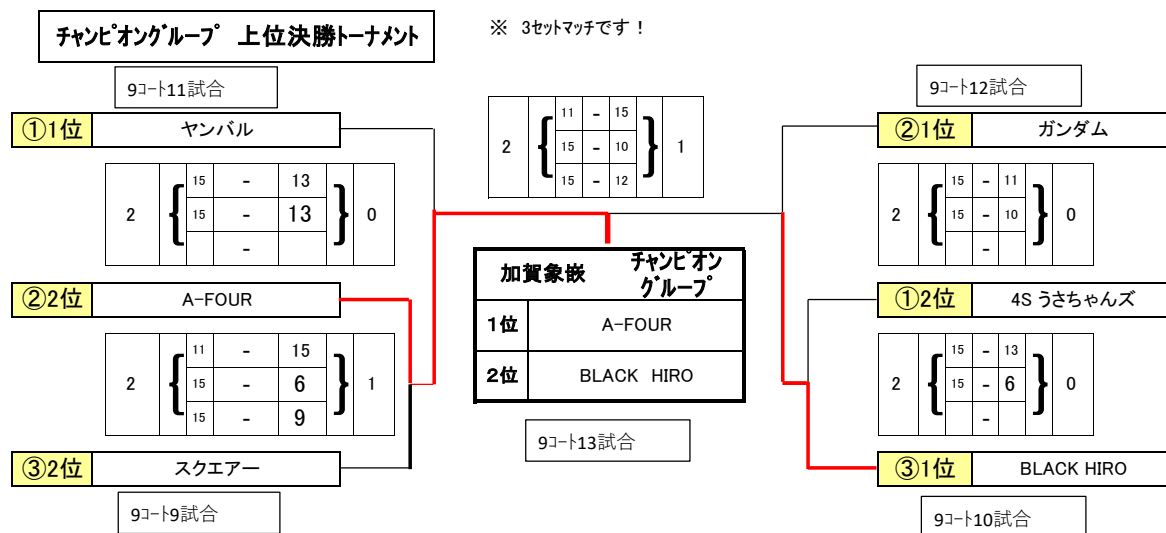 チャンピオングループ 上位決勝トーナメント
※ 3セットマッチです！
9コート11試合
9コート12試合
①1位 ヤンバル
②1位 ガンダム
2 { 11 - 15 } 1
15 - 10
15 - 12
2 { 15 - 13 } 0
15 - 13
-
2 { 15 - 11 } 0
15 - 10
-
加賀象嵌 チャンピオングループ
1位 A-FOUR
2位 BLACK HIRO
②2位 A-FOUR
①2位 4S うさちゃんズ
2 { 11 - 15 } 1
15 - 6
15 - 9
2 { 15 - 13 } 0
15 - 6
-
9コート13試合
③2位 スクエアー
③1位 BLACK HIRO
9コート9試合
9コート10試合